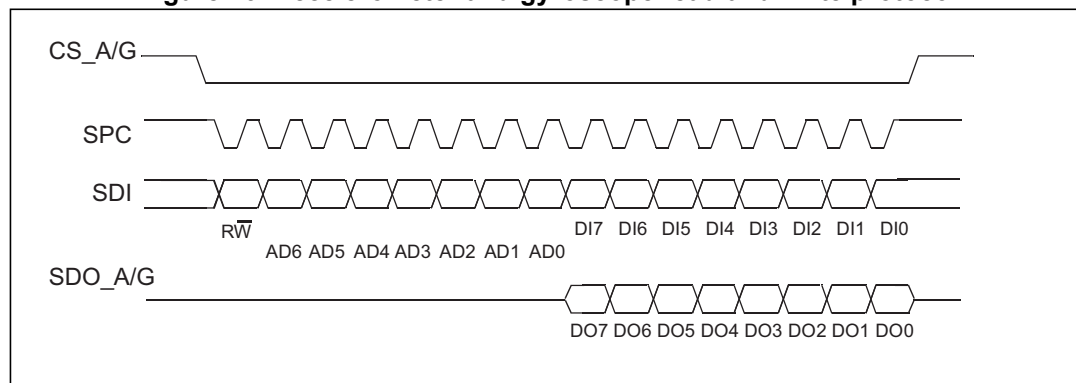 CS_A/G
SPC
SDI
RW̅
DI7 DI6 DI5 DI4 DI3 DI2 DI1 DI0
AD6 AD5 AD4 AD3 AD2 AD1 AD0
SDO_A/G
DO7 DO6 DO5 DO4 DO3 DO2 DO1 DO0